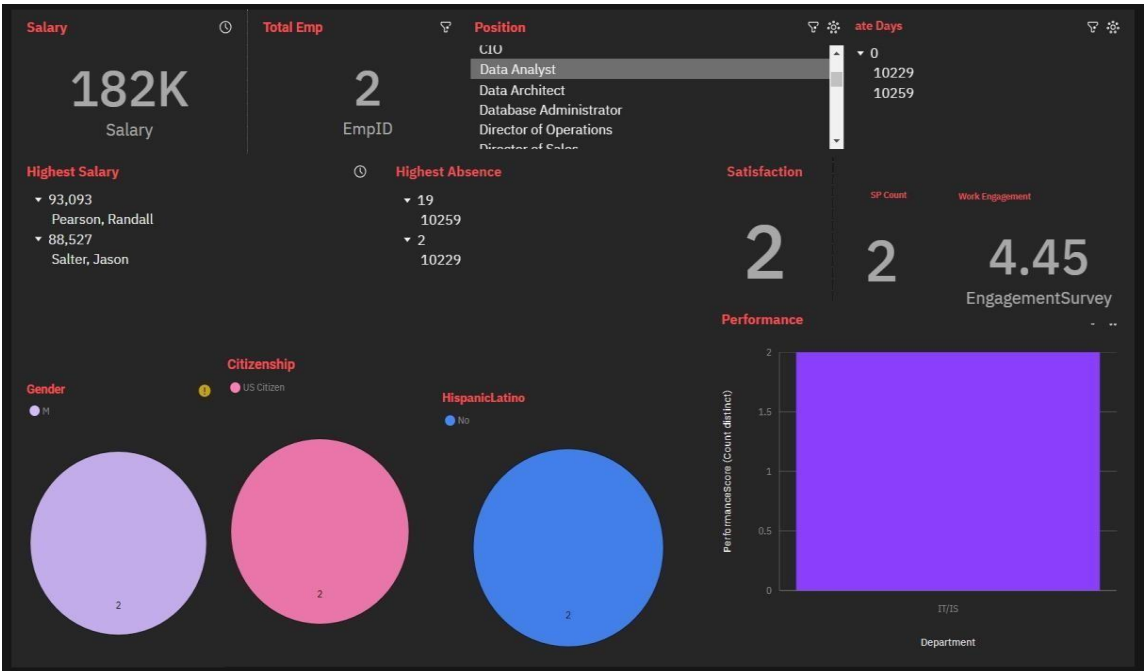 Salary
182K
Salary
Total Emp
2
EmpID
Position
CIO
Data Analyst
Data Architect
Database Administrator
Director of Operations
Director of Sales
ate Days
0
10229
10259
Highest Salary
93,093
Pearson, Randall
88,527
Salter, Jason
Highest Absence
19
10259
2
10229
Satisfaction
2
SP Count
2
Work Engagement
4.45
EngagementSurvey
Gender
M
2
Citizenship
US Citizen
2
HispanicLatino
No
2
Performance
PerformanceScore (Count distinct)
2
1.5
1
0.5
0
IT/IS
Department